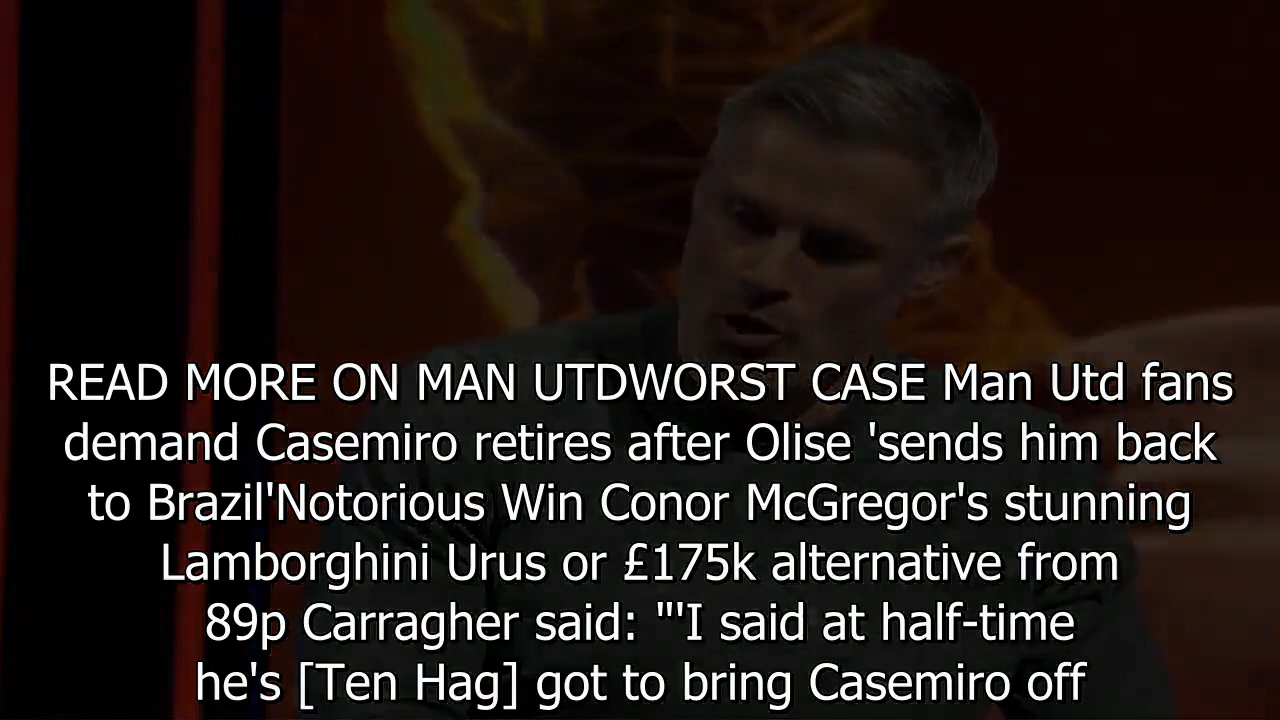 READ MORE ON MAN UTDWORST CASE Man Utd fans
demand Casemiro retires after Olise 'sends him back
to Brazil'Notorious Win Conor McGregor's stunning
Lamborghini Urus or £175k alternative from
89p Carragher said: "'I said at half-time
he's [Ten Hag] got to bring Casemiro off